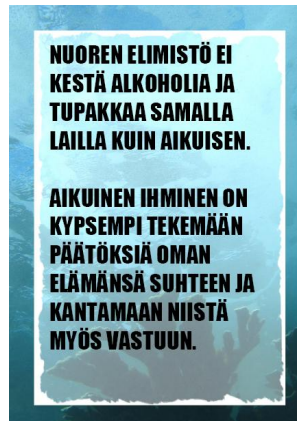 NUOREN ELIMISTÖ EI
KESTÄ ALKOHOLIA JA
TUPAKKAA SAMALLA
LAILLA KUIN AIKUISEN.
AIKUINEN IHMINEN ON
KYPSEMPI TEKEMÄÄN
PÄÄTÖKSIÄ OMAN
ELÄMÄNSÄ SUHTEEN JA
KANTAMAAN NIISTÄ
MYÖS VASTUUN.